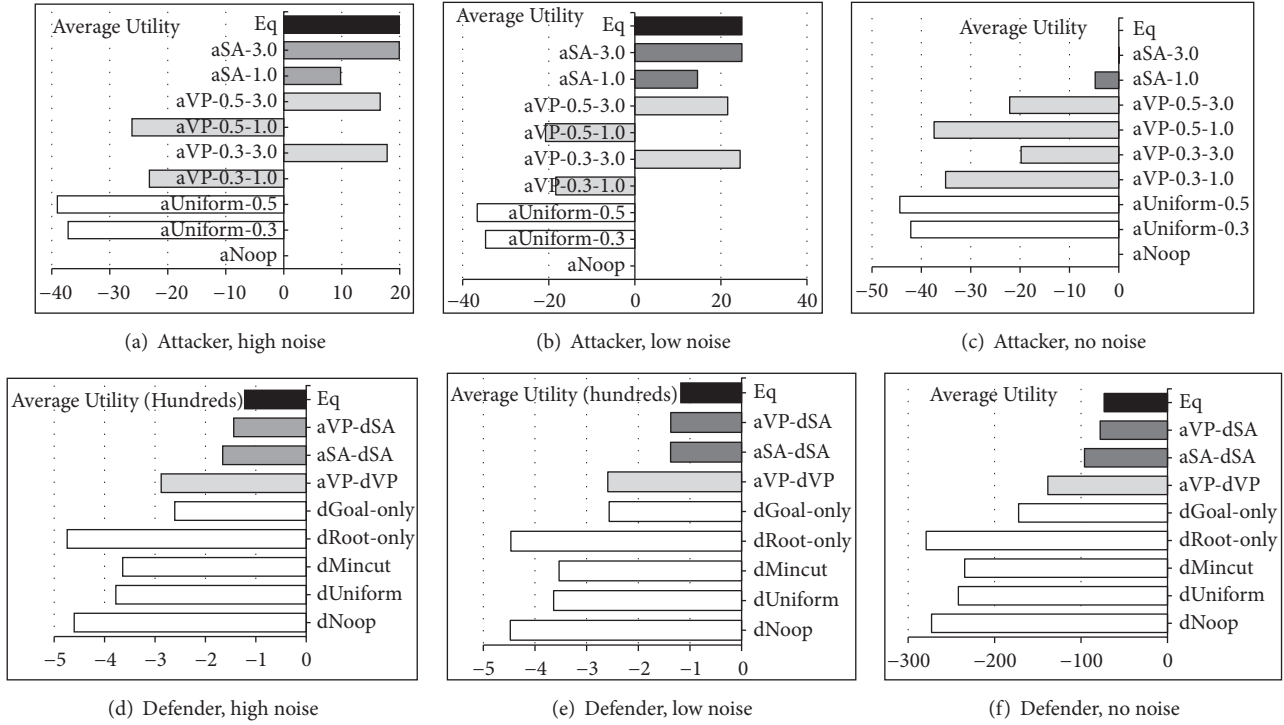 Average Utility
Eq
aSA-3.0
aSA-1.0
aVP-0.5-3.0
aVP-0.5-1.0
aVP-0.3-3.0
aVP-0.3-1.0
aUniform-0.5
aUniform-0.3
aNoop
−40 −30 −20 −10 0 10 20
(a) Attacker, high noise
Average Utility
Eq
aSA-3.0
aSA-1.0
aVP-0.5-3.0
aVP-0.5-1.0
aVP-0.3-3.0
aVP-0.3-1.0
aUniform-0.5
aUniform-0.3
aNoop
−40 −20 0 20 40
(b) Attacker, low noise
Average Utility
Eq
aSA-3.0
aSA-1.0
aVP-0.5-3.0
aVP-0.5-1.0
aVP-0.3-3.0
aVP-0.3-1.0
aUniform-0.5
aUniform-0.3
aNoop
−50 −40 −30 −20 −10 0
(c) Attacker, no noise
Average Utility (Hundreds)
Eq
aVP-dSA
aSA-dSA
aVP-dVP
dGoal-only
dRoot-only
dMincut
dUniform
dNoop
−5 −4 −3 −2 −1 0
(d) Defender, high noise
Average Utility (hundreds)
Eq
aVP-dSA
aSA-dSA
aVP-dVP
dGoal-only
dRoot-only
dMincut
dUniform
dNoop
−5 −4 −3 −2 −1 0
(e) Defender, low noise
Average Utility
Eq
aVP-dSA
aSA-dSA
aVP-dVP
dGoal-only
dRoot-only
dMincut
dUniform
dNoop
−300 −200 −100 0
(f) Defender, no noise